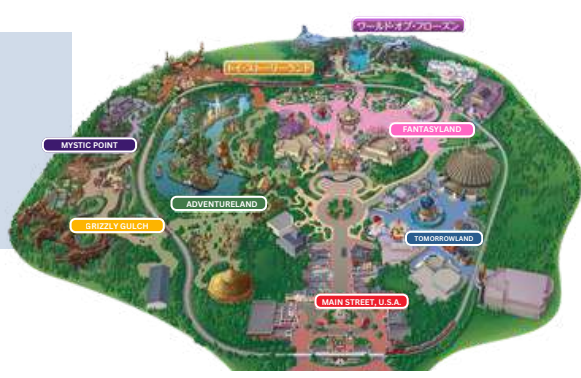 ワールド・オブ・フローズン
トイ・ストーリーランド
FANTASYLAND
MYSTIC POINT
ADVENTURELAND
GRIZZLY GULCH
TOMORROWLAND
MAIN STREET, U.S.A.